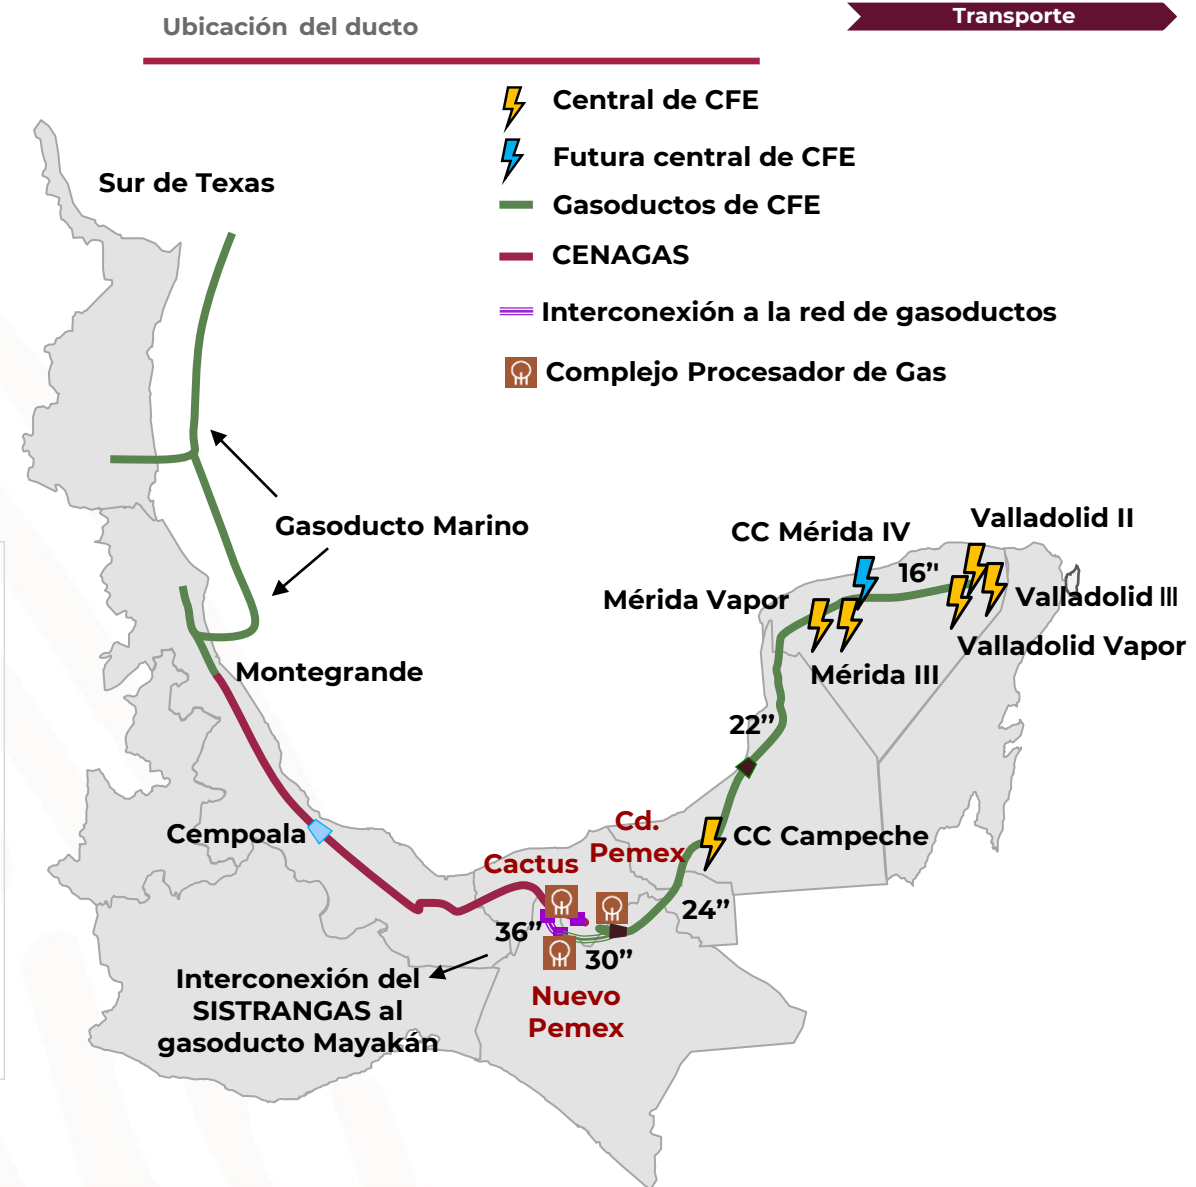 Ubicación del ducto
Transporte
Central de CFE
Futura central de CFE
Gasoductos de CFE
CENAGAS
Interconexión a la red de gasoductos
Complejo Procesador de Gas
Sur de Texas
Gasoducto Marino
Montegrande
Cempoala
CC Mérida IV
Valladolid II
16"
Mérida Vapor
Valladolid III
Valladolid Vapor
Mérida III
22”
Cd.
Pemex
CC Campeche
Cactus
24”
36”
30”
Interconexión del
SISTRANGAS al
gasoducto Mayakán
Nuevo
Pemex